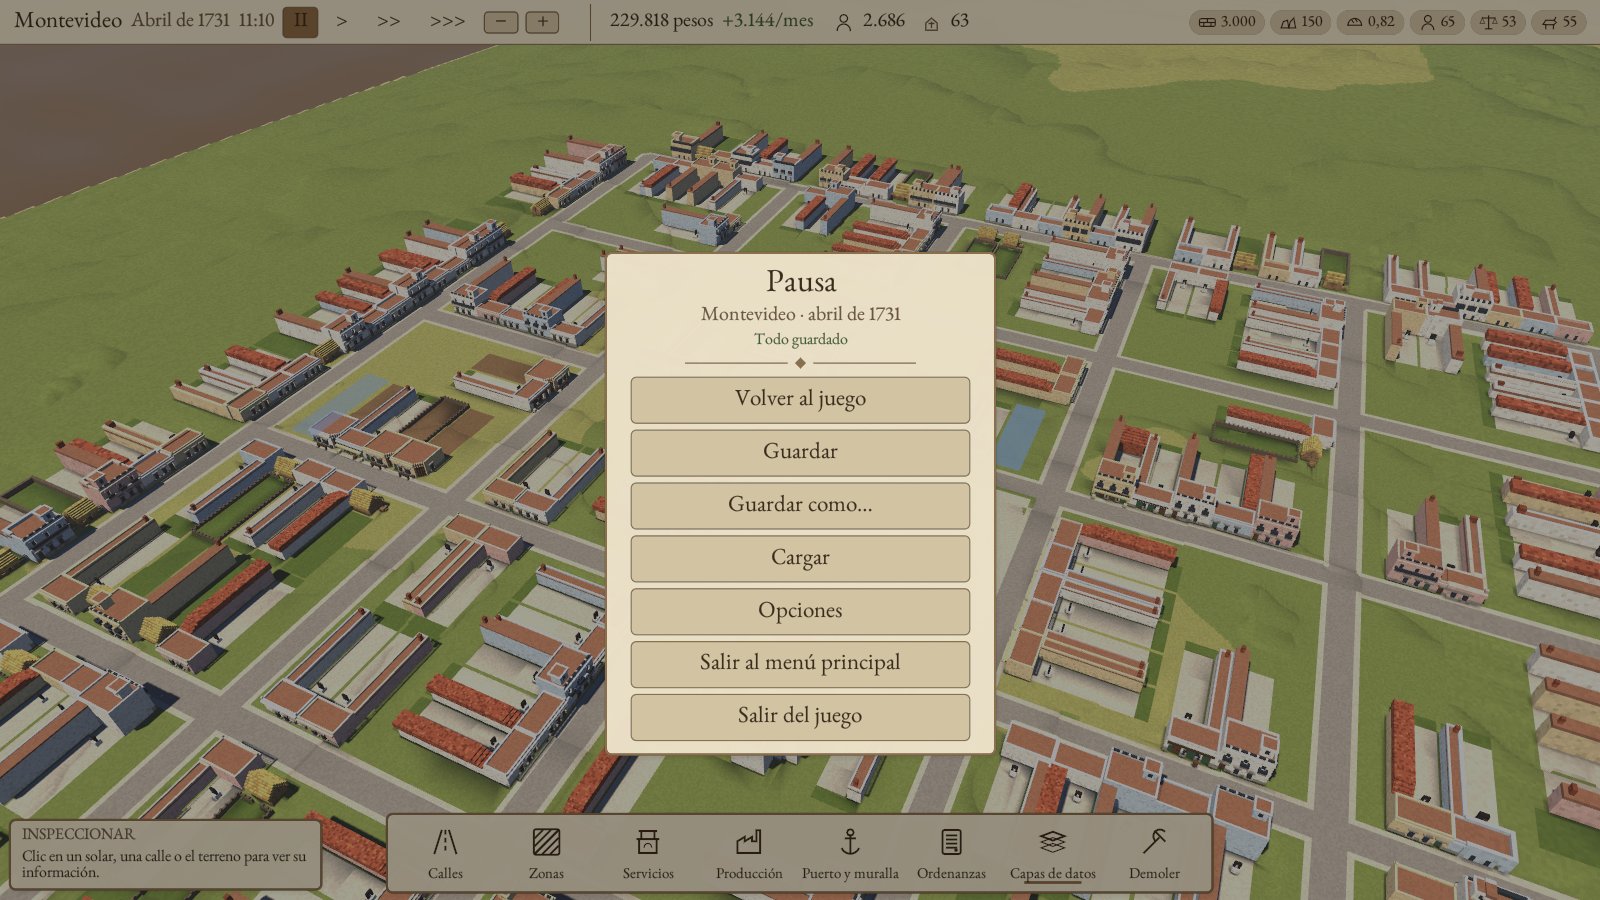 Montevideo Abril de 1731 11:10 II > >> >>> − + 229.818 pesos +3.144/mes 2.686 63 3.000 150 0,82 65 53 55
Pausa
Montevideo · abril de 1731
Todo guardado
Volver al juego
Guardar
Guardar como...
Cargar
Opciones
Salir al menú principal
Salir del juego
INSPECCIONAR
Clic en un solar, una calle o el terreno para ver su
información.
Calles Zonas Servicios Producción Puerto y muralla Ordenanzas Capas de datos Demoler